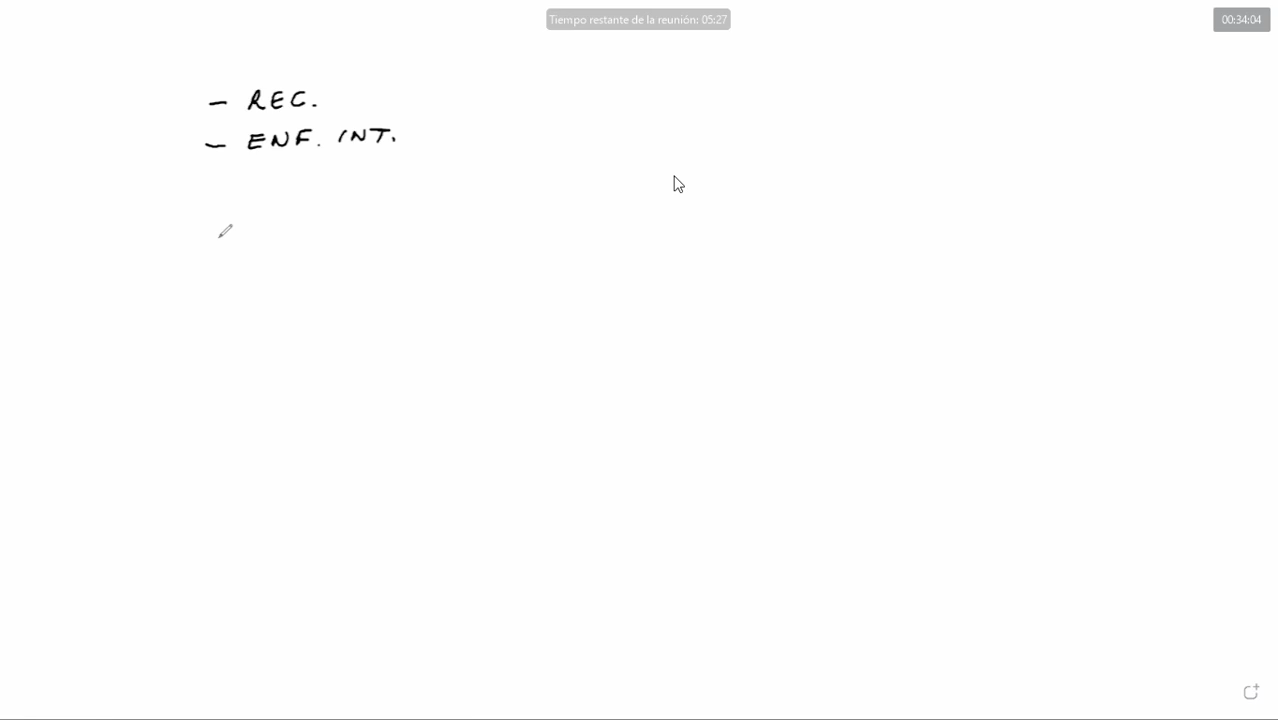 Tiempo restante de la reunión: 05:27
00:34:04
- REC.
- ENF. INT.